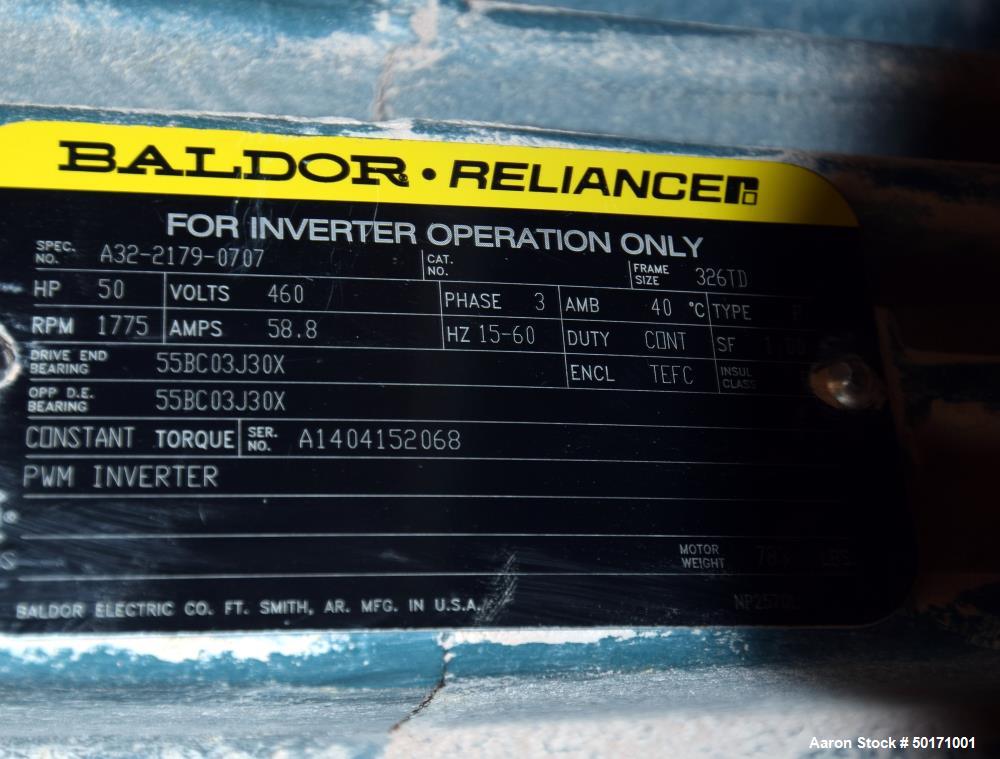 BALDOR • RELIANCE
FOR INVERTER OPERATION ONLY
SPEC. NO. A32-2179-0707 CAT. NO. FRAME SIZE 326TD
HP 50 VOLTS 460 PHASE 3 AMB 40 °C TYPE P
RPM 1775 AMPS 58.8 HZ 15-60 DUTY CONT SF 1.00
DRIVE END BEARING 55BC03J30X ENCL TEFC INSUL CLASS
OPP D.E. BEARING 55BC03J30X
CONSTANT TORQUE SER. NO. A1404152068
PWM INVERTER
MOTOR WEIGHT LBS
BALDOR ELECTRIC CO. FT. SMITH, AR. MFG. IN U.S.A.
Aaron Stock # 50171001